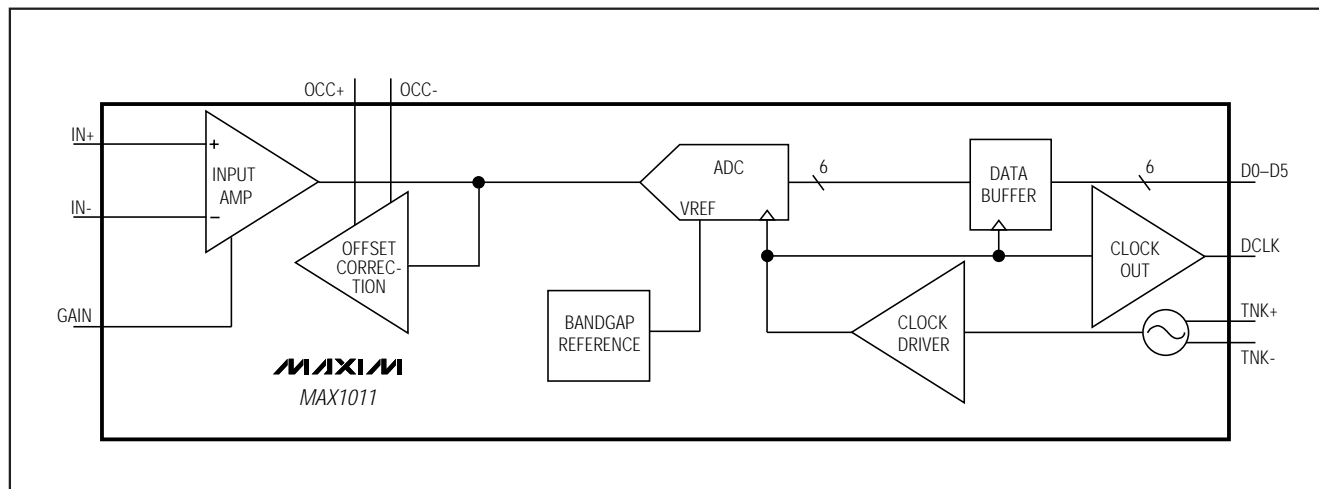 OCC+
OCC-
IN+
+
INPUT
AMP
IN-
−
GAIN
OFFSET
CORREC-
TION
MAXIM
MAX1011
ADC
VREF
6
DATA
BUFFER
6
D0–D5
BANDGAP
REFERENCE
CLOCK
DRIVER
CLOCK
OUT
DCLK
TNK+
TNK-